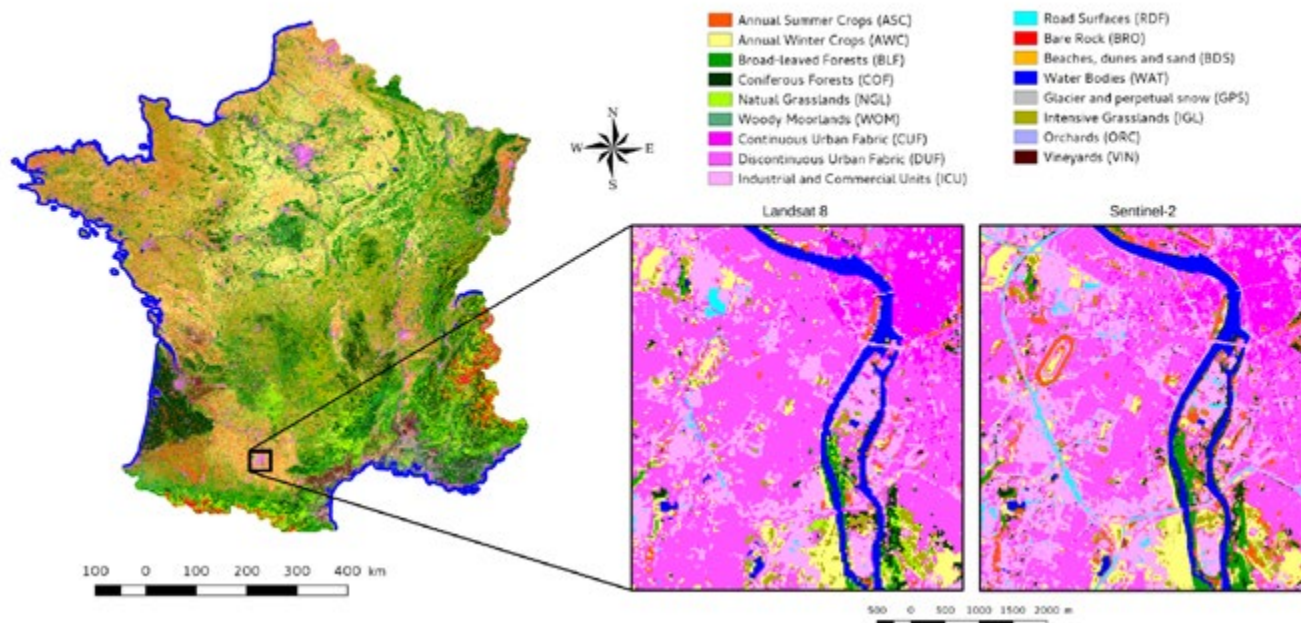 Annual Summer Crops (ASC)
Annual Winter Crops (AWC)
Broad-leaved Forests (BLF)
Coniferous Forests (COF)
Natual Grasslands (NGL)
Woody Moorlands (WOM)
Continuous Urban Fabric (CUF)
Discontinuous Urban Fabric (DUF)
Industrial and Commercial Units (ICU)
Road Surfaces (RDF)
Bare Rock (BRO)
Beaches, dunes and sand (BDS)
Water Bodies (WAT)
Glacier and perpetual snow (GPS)
Intensive Grasslands (IGL)
Orchards (ORC)
Vineyards (VIN)
N
W E
S
Landsat 8
Sentinel-2
100 0 100 200 300 400 km
500 0 500 1000 1500 2000 m